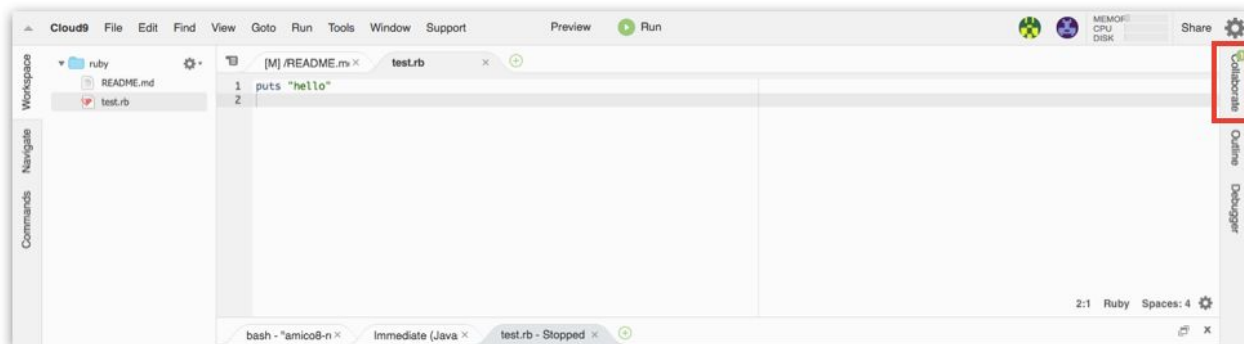 Cloud9 File Edit Find View Goto Run Tools Window Support Preview Run MEMORY CPU DISK Share
Workspace
Navigate
Commands
ruby
README.md
test.rb
[M] /README.m
test.rb
1 puts "hello"
2
2:1 Ruby Spaces: 4
bash - "amico8-r
Immediate (Java
test.rb - Stopped
Collaborate
Outline
Debugger